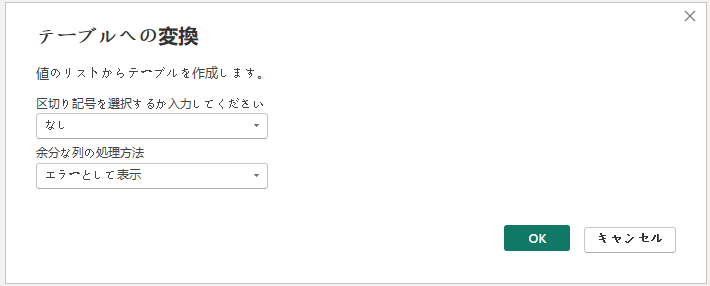 テーブルへの変換
値のリストからテーブルを作成します。
区切り記号を選択するか入力してください
なし
余分な列の処理方法
エラーとして表示
OK
キャンセル